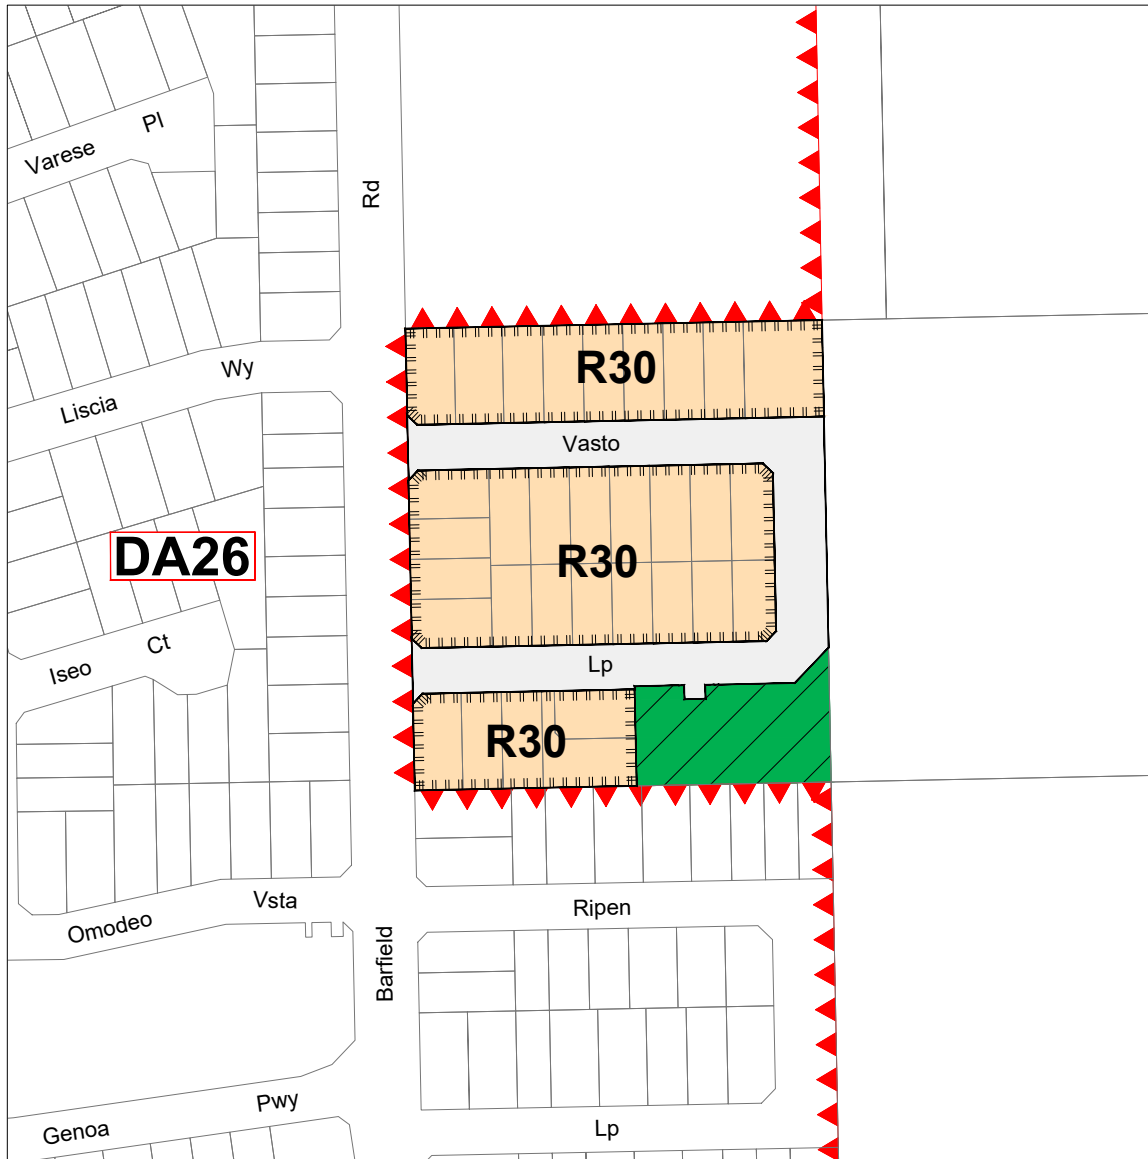 Pl
Varese
Rd
Wy
Liscia
R30
Vasto
DA26
R30
Ct
Iseo
Lp
R30
Vsta
Omodeo
Ripen
Barfield
Pwy
Genoa
Lp